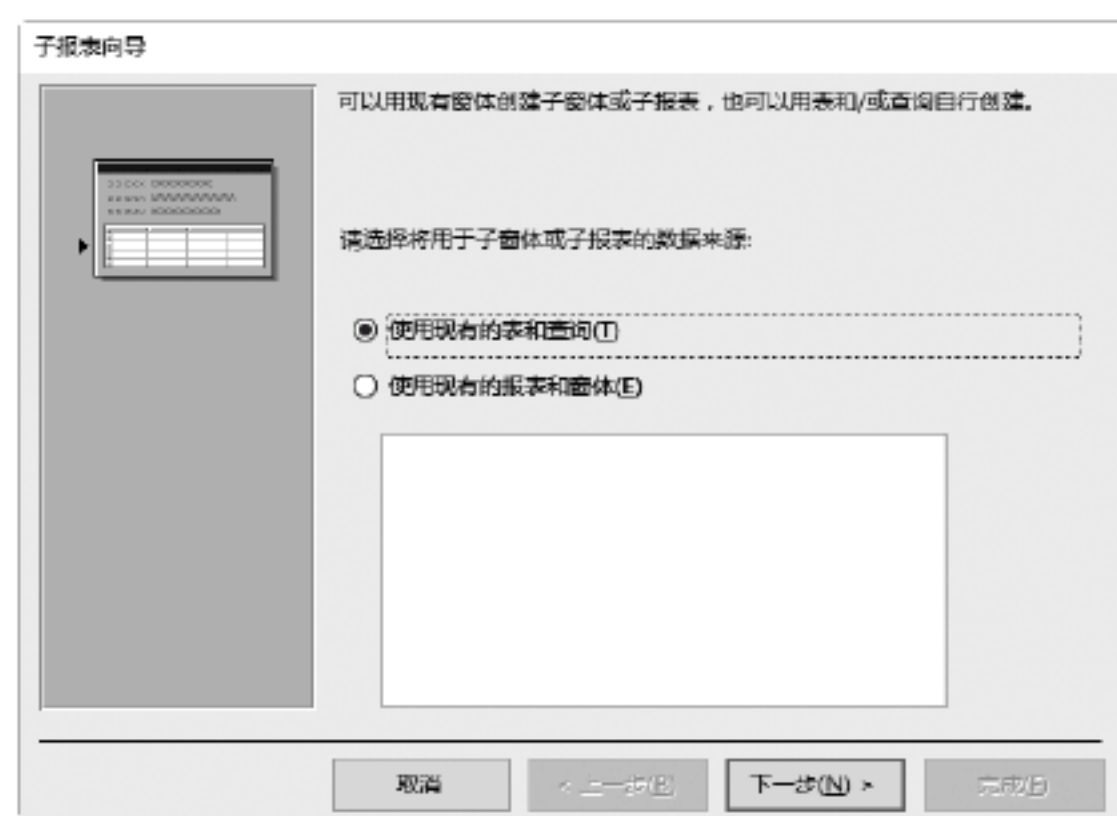 子报表向导
可以用现有窗体创建子窗体或子报表，也可以用表和/或查询自行创建。
请选择将用于子窗体或子报表的数据来源:
使用现有的表和查询(T)
使用现有的报表和窗体(E)
取消
< 上一步(B)
下一步(N) >
完成(F)